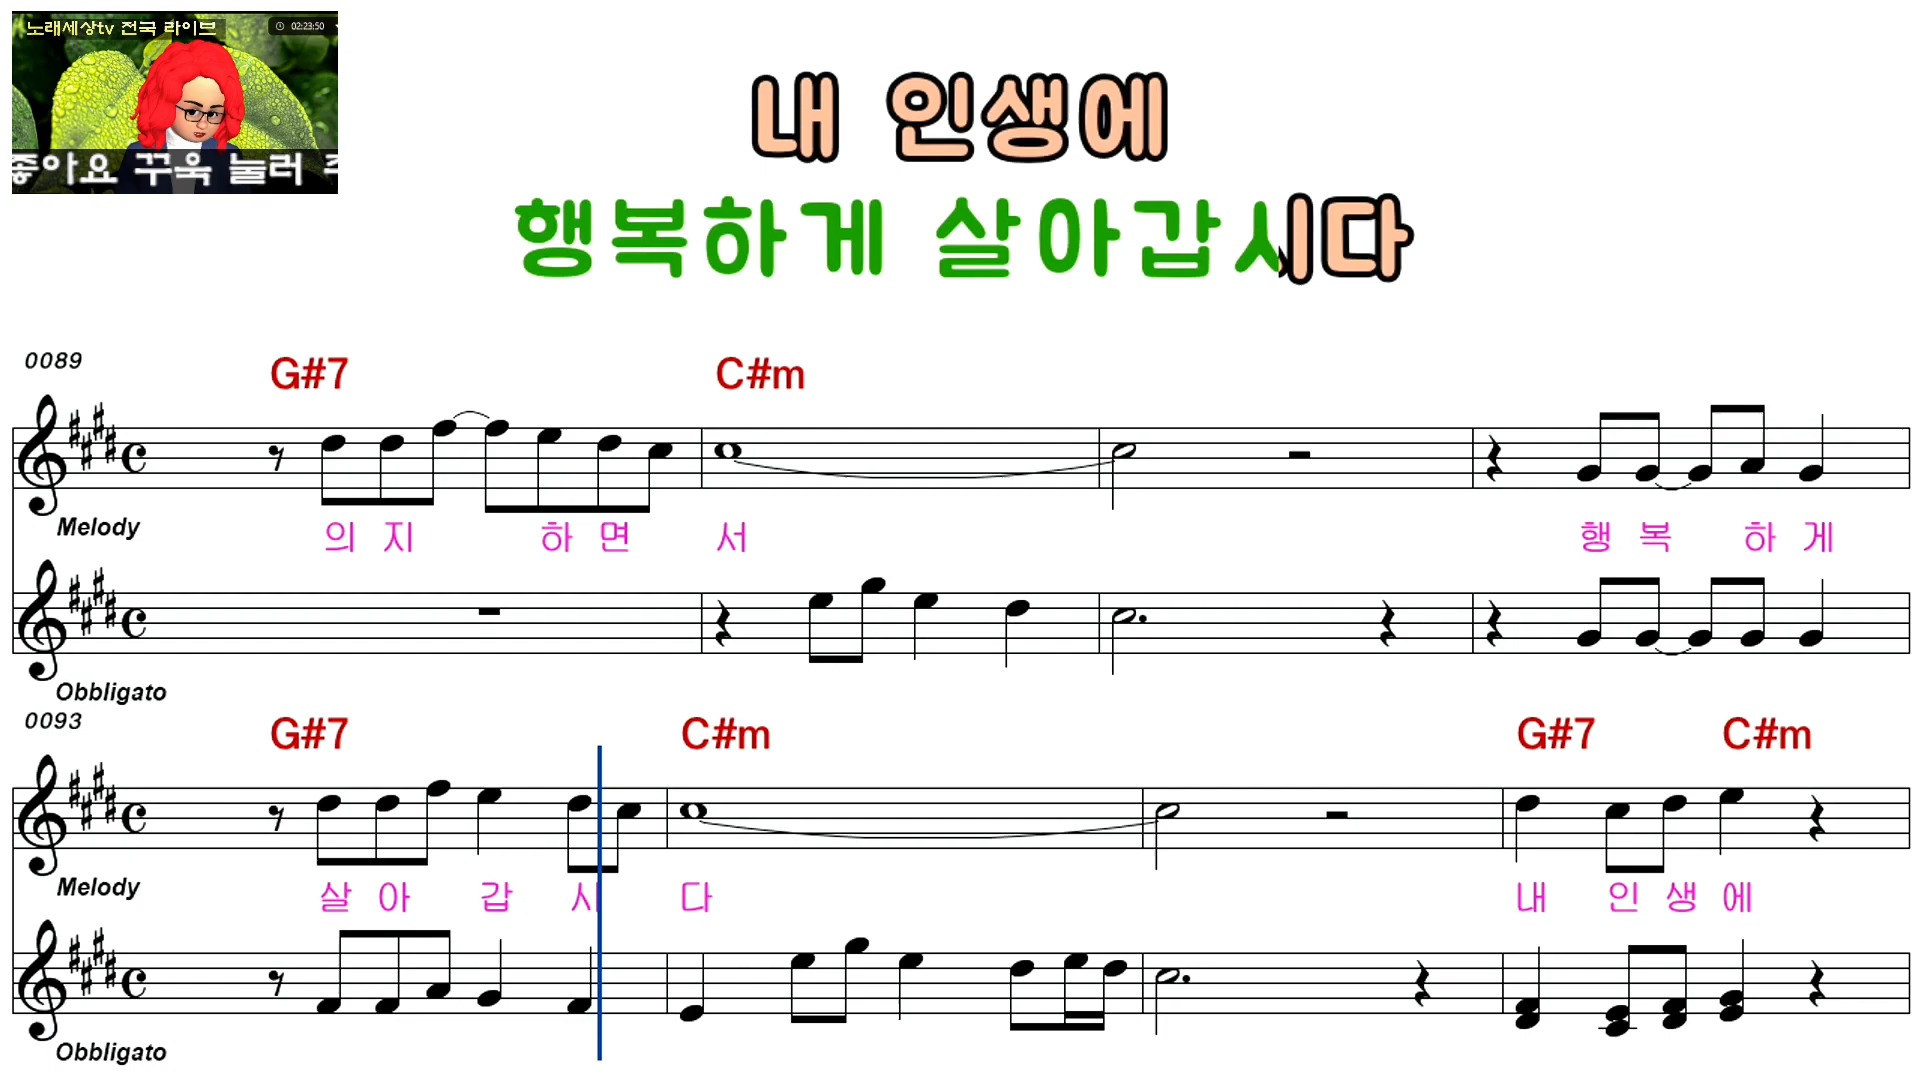 노래세상tv 전국 라이브
02:23:50
좋아요 꾸욱 눌러
내 인생에
행복하게 살아갑시다
0089
G#7 C#m
Melody
의 지 하 면 서 행 복 하 게
Obbligato
0093
G#7 C#m G#7 C#m
Melody
살 아 갑 시 다 내 인 생 에
Obbligato